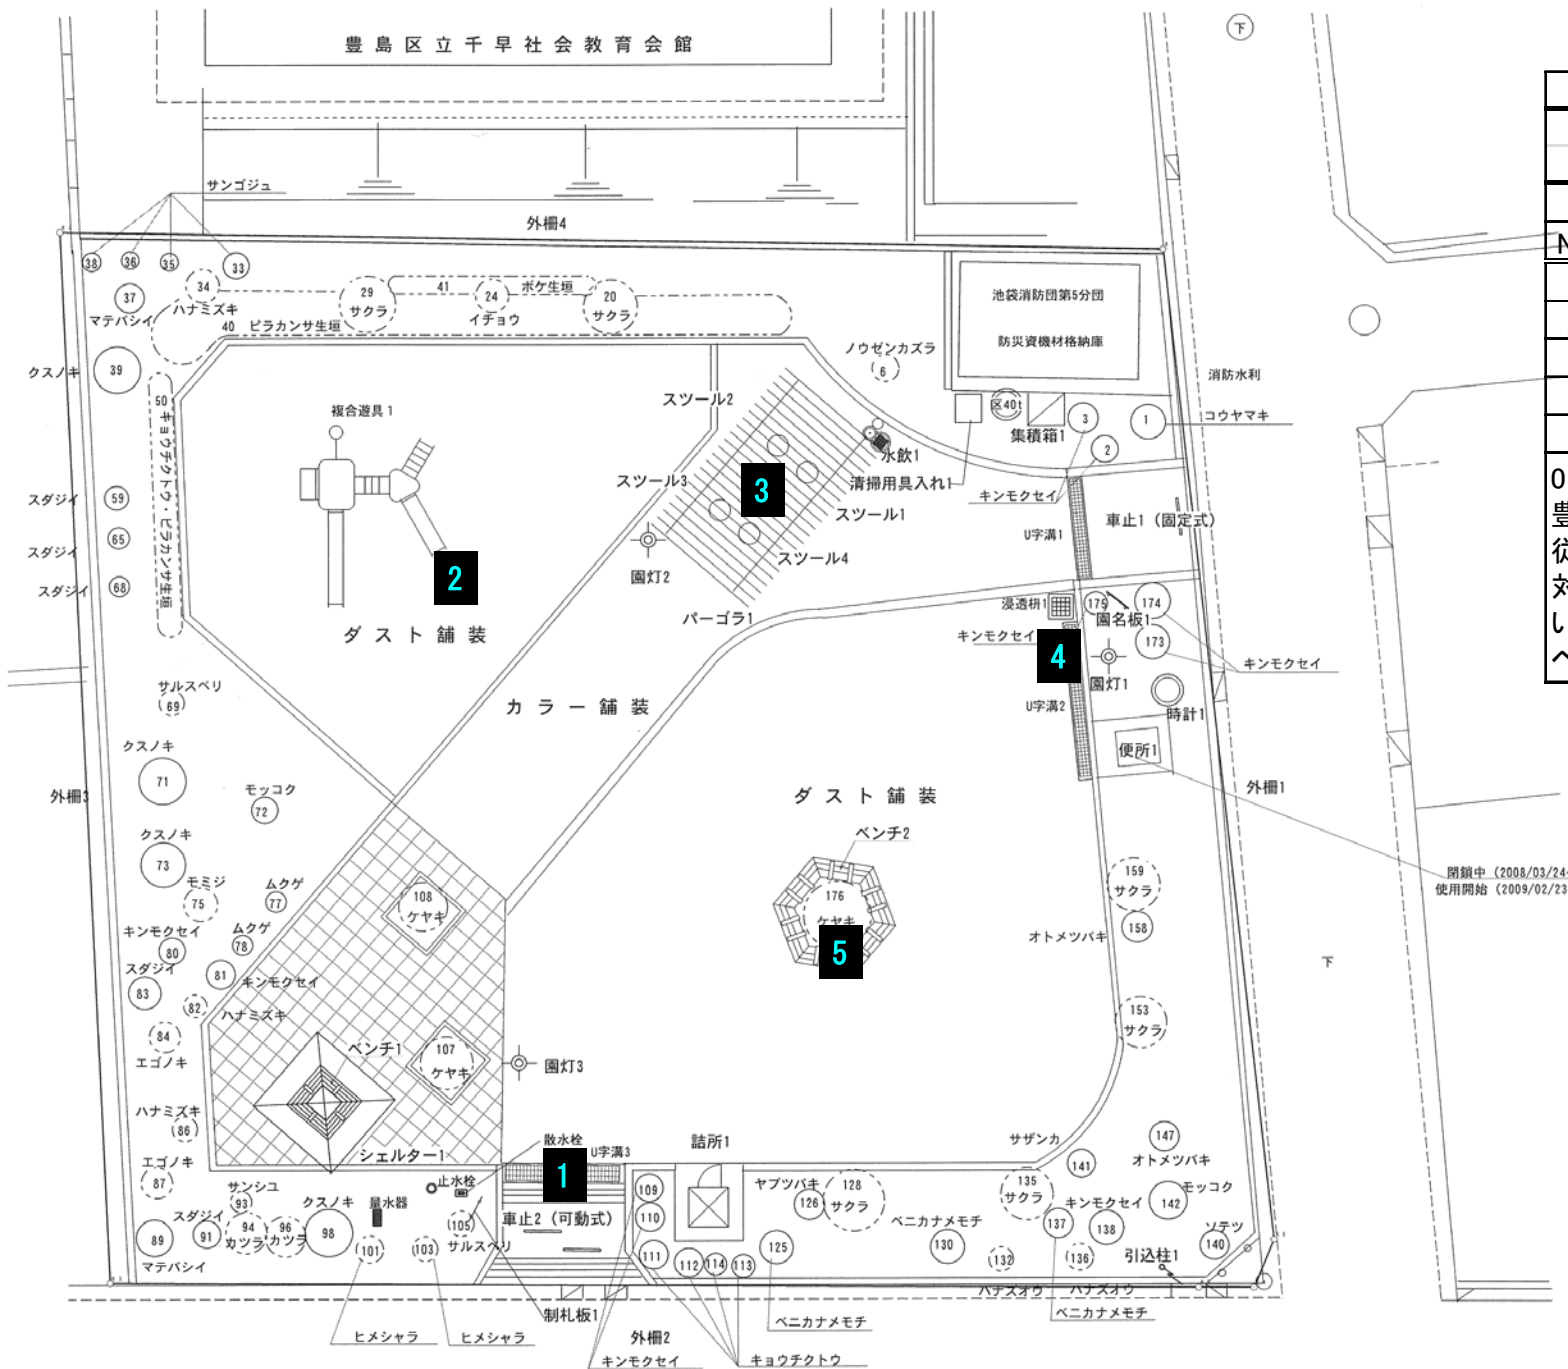 豊島区立千早社会教育会館
下
サンゴジュ
外柵4
N
38
36
35
33
37
34
ハナミズキ
マテバシイ
40
ピラカンサ生垣
29
サクラ
41
24
イチョウ
ボケ生垣
20
サクラ
池袋消防団第5分団
防災資機材格納庫
ノウゼンカズラ
6
消防水利
クスノキ
39
50
キョウチクトウ・ピラカンサ生垣
複合遊具1
スツール2
区40t
集積箱1
3
1
コウヤマキ
2
水飲1
清掃用具入れ1
キンモクセイ
スツール3
3
スツール1
車止1(固定式)
U字溝1
スダジイ
59
スダジイ
65
スダジイ
68
2
園灯2
スツール4
ダスト舗装
パーゴラ1
浸透桝1
175
174
園名板1
キンモクセイ
4
173
キンモクセイ
園灯1
サルスベリ
69
カラー舗装
U字溝2
時計1
便所1
クスノキ
71
外柵3
モッコク
72
ダスト舗装
外柵1
クスノキ
73
ベンチ2
閉鎖中(2008/03/24-
使用開始(2009/02/23
モミジ
75
ムクゲ
77
108
ケヤキ
176
ケヤキ
5
159
サクラ
158
オトメツバキ
キンモクセイ
80
ムクゲ
78
スダジイ
83
81
キンモクセイ
82
ハナミズキ
下
84
エゴノキ
153
サクラ
ベンチ1
107
ケヤキ
園灯3
ハナミズキ
86
シェルター1
散水栓
U字溝3
詰所1
サザンカ
147
オトメツバキ
エゴノキ
87
1
止水栓
141
サンシュ
93
クスノキ
98
量水器
109
ヤブツバキ
126
128
サクラ
135
サクラ
キンモクセイ
モッコク
142
スダジイ
89
91
94
カツラ
96
カツラ
105
サルスベリ
車止2(可動式)
110
ベニカナメモチ
130
137
138
ソテツ
140
マテバシイ
101
103
111
112
114
113
125
132
136
引込柱1
ハナズオウ
ハナズオウ
制札板1
ベニカナメモチ
ベニカナメモチ
ヒメシャラ
ヒメシャラ
外柵2
キンモクセイ
キョウチクトウ
0
豊
従
対
い
へ